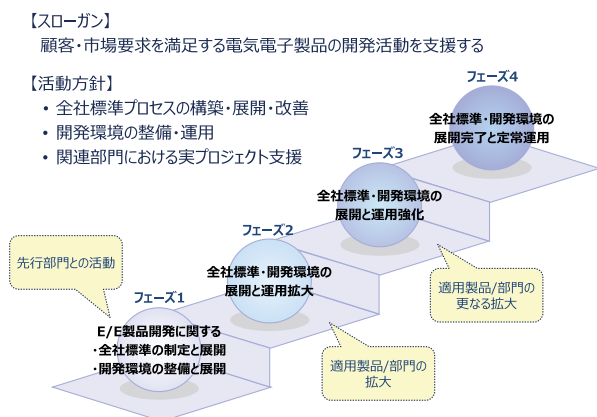 【スローガン】
顧客・市場要求を満足する電気電子製品の開発活動を支援する
【活動方針】
• 全社標準プロセスの構築・展開・改善
• 開発環境の整備・運用
• 関連部門における実プロジェクト支援
フェーズ4
全社標準・開発環境の
展開完了と定常運用
フェーズ3
全社標準・開発環境の
展開と運用強化
フェーズ2
全社標準・開発環境の
展開と運用拡大
フェーズ1
E/E製品開発に関する
・全社標準の制定と展開
・開発環境の整備と展開
先行部門との活動
適用製品/部門の
拡大
適用製品/部門の
更なる拡大